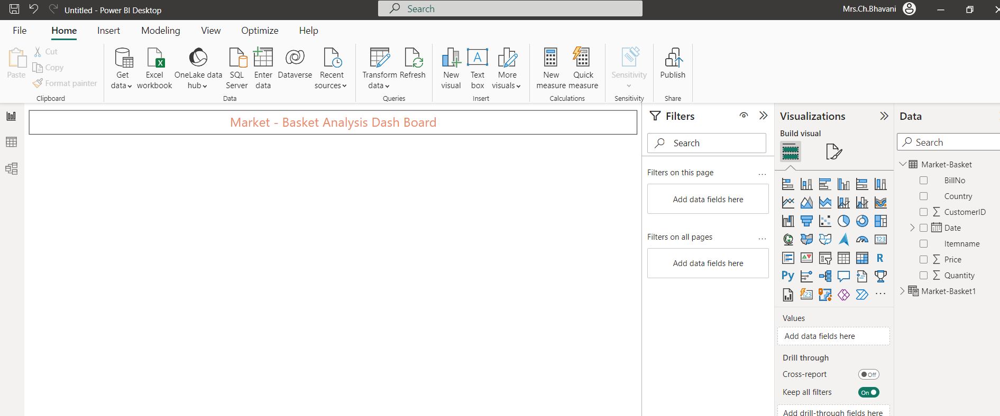 Untitled - Power BI Desktop
Search
Mrs.Ch.Bhavani
File Home Insert Modeling View Optimize Help
Paste
Cut
Copy
Format painter
Clipboard
Get data
Excel workbook
OneLake data hub
SQL Server
Enter data
Dataverse
Recent sources
Data
Transform data
Refresh
Queries
New visual
Text box
More visuals
Insert
New measure
Quick measure
Calculations
Sensitivity
Sensitivity
Publish
Share
Market - Basket Analysis Dash Board
Filters
Search
Filters on this page ...
Add data fields here
Filters on all pages ...
Add data fields here
Visualizations
Build visual
123
R
Py
123
...
Values
Add data fields here
Drill through
Cross-report Off
Keep all filters On
Add drill-through fields here
Data
Search
Market-Basket
BillNo
Country
∑ CustomerID
Date
Itemname
∑ Price
∑ Quantity
Market-Basket1